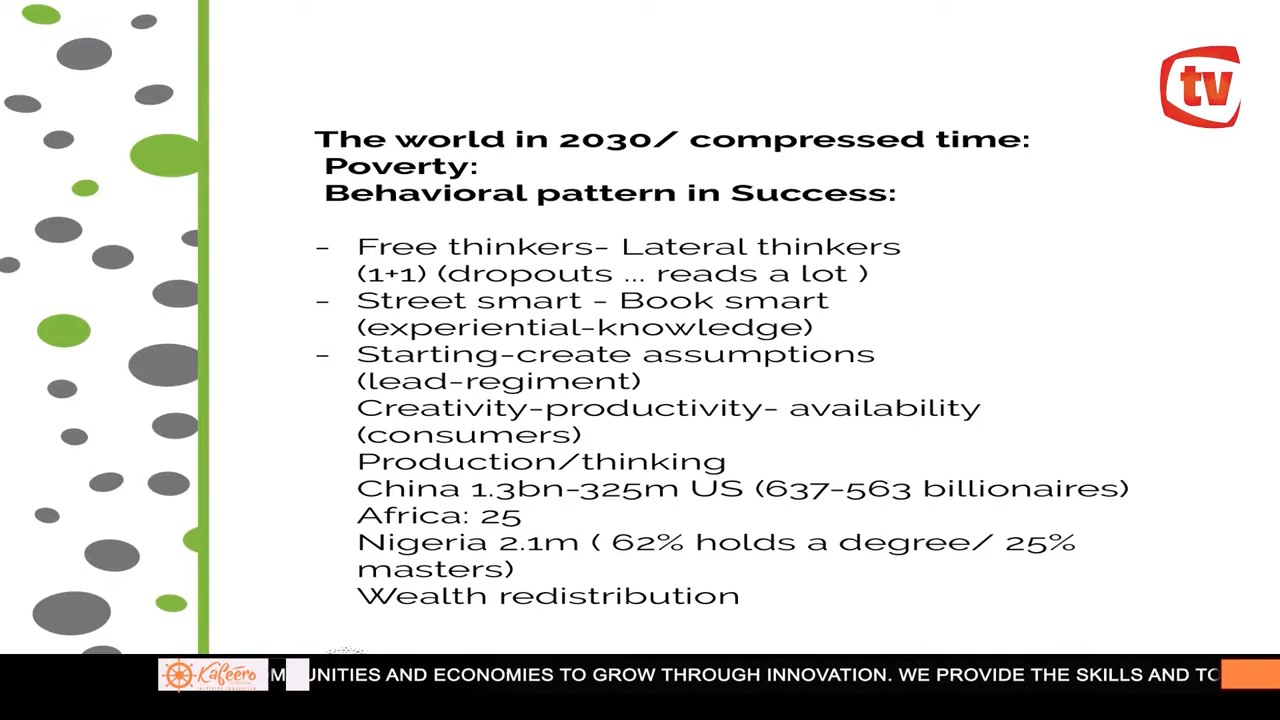 tv
The world in 2030/ compressed time:
Poverty:
Behavioral pattern in Success:
- Free thinkers- Lateral thinkers
(1+1) (dropouts ... reads a lot )
- Street smart - Book smart
(experiential-knowledge)
- Starting-create assumptions
(lead-regiment)
Creativity-productivity- availability
(consumers)
Production/thinking
China 1.3bn-325m US (637-563 billionaires)
Africa: 25
Nigeria 2.1m ( 62% holds a degree/ 25%
masters)
Wealth redistribution
Kafeero
UNITIES AND ECONOMIES TO GROW THROUGH INNOVATION. WE PROVIDE THE SKILLS AND TO